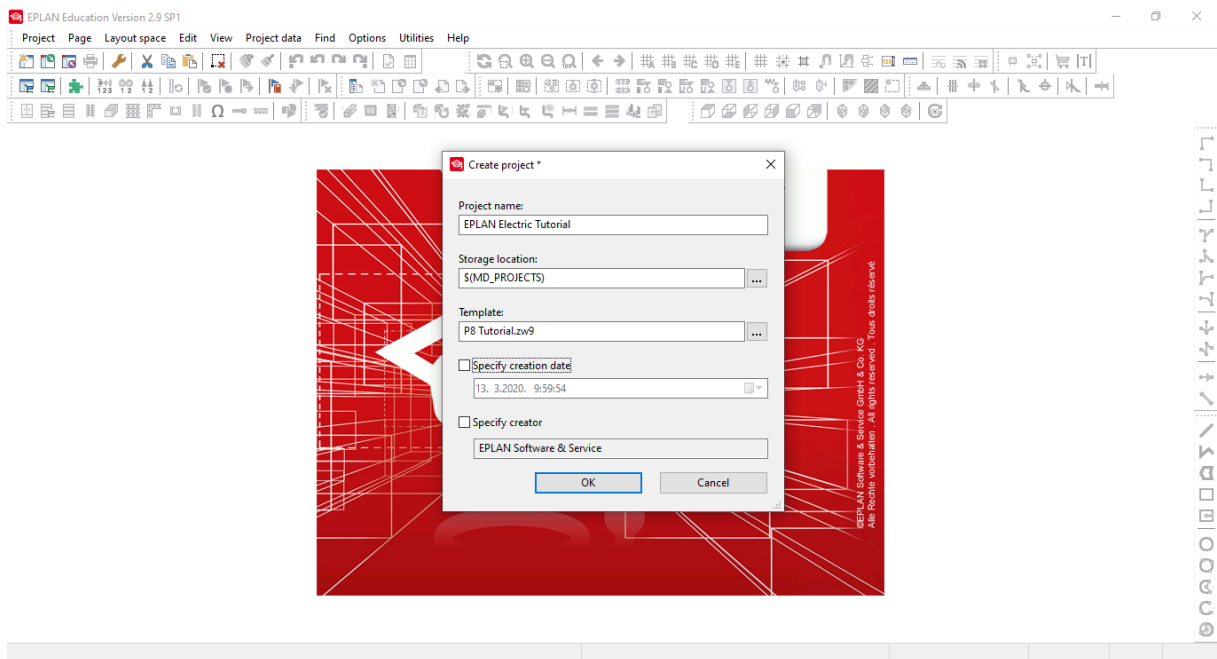 EPLAN Education Version 2.9 SP1
Project Page Layout space Edit View Project data Find Options Utilities Help
Create project *
Project name:
EPLAN Electric Tutorial
Storage location:
$(MD_PROJECTS)
...
Template:
P8 Tutorial.zw9
...
Specify creation date
13. 3.2020. 9:59:54
Specify creator
EPLAN Software & Service
OK Cancel
©EPLAN Software & Service GmbH & Co. KG
Alle Rechte vorbehalten . All rights reserved . Tous droits réservé